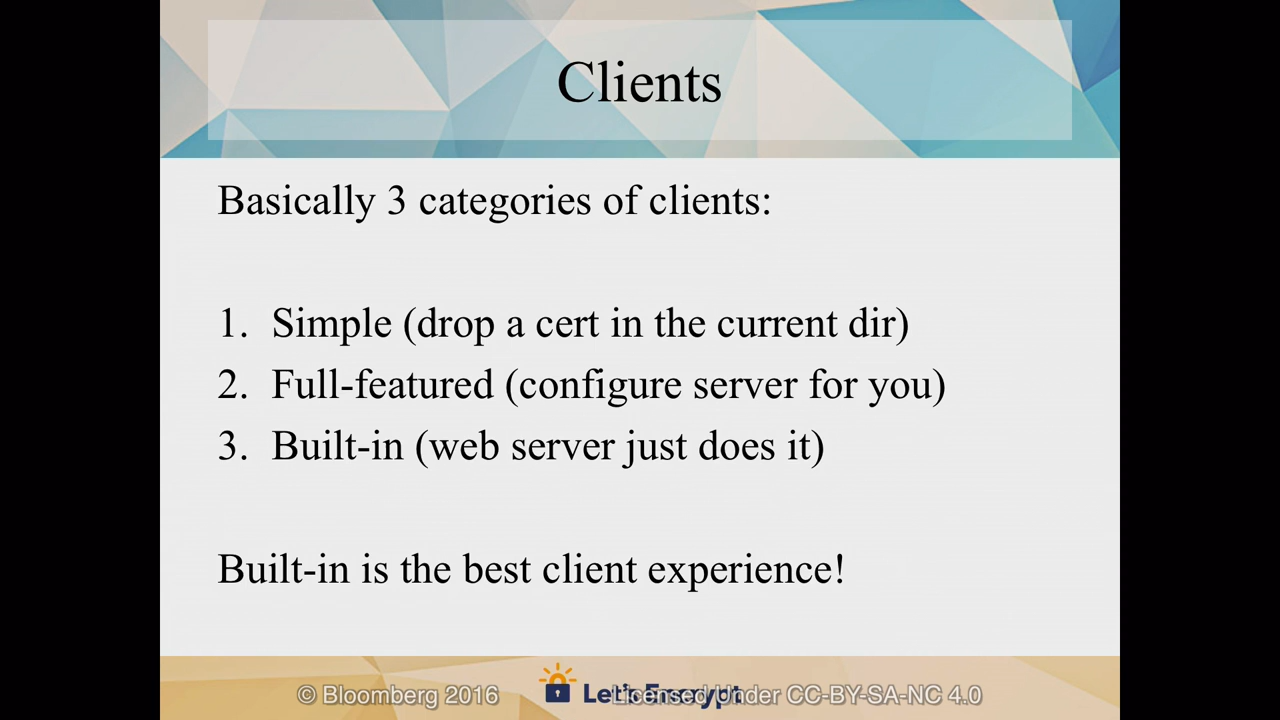 Clients
Basically 3 categories of clients:
1. Simple (drop a cert in the current dir)
2. Full-featured (configure server for you)
3. Built-in (web server just does it)
Built-in is the best client experience!
© Bloomberg 2016
Let's Encrypt
Licensed Under CC-BY-SA-NC 4.0